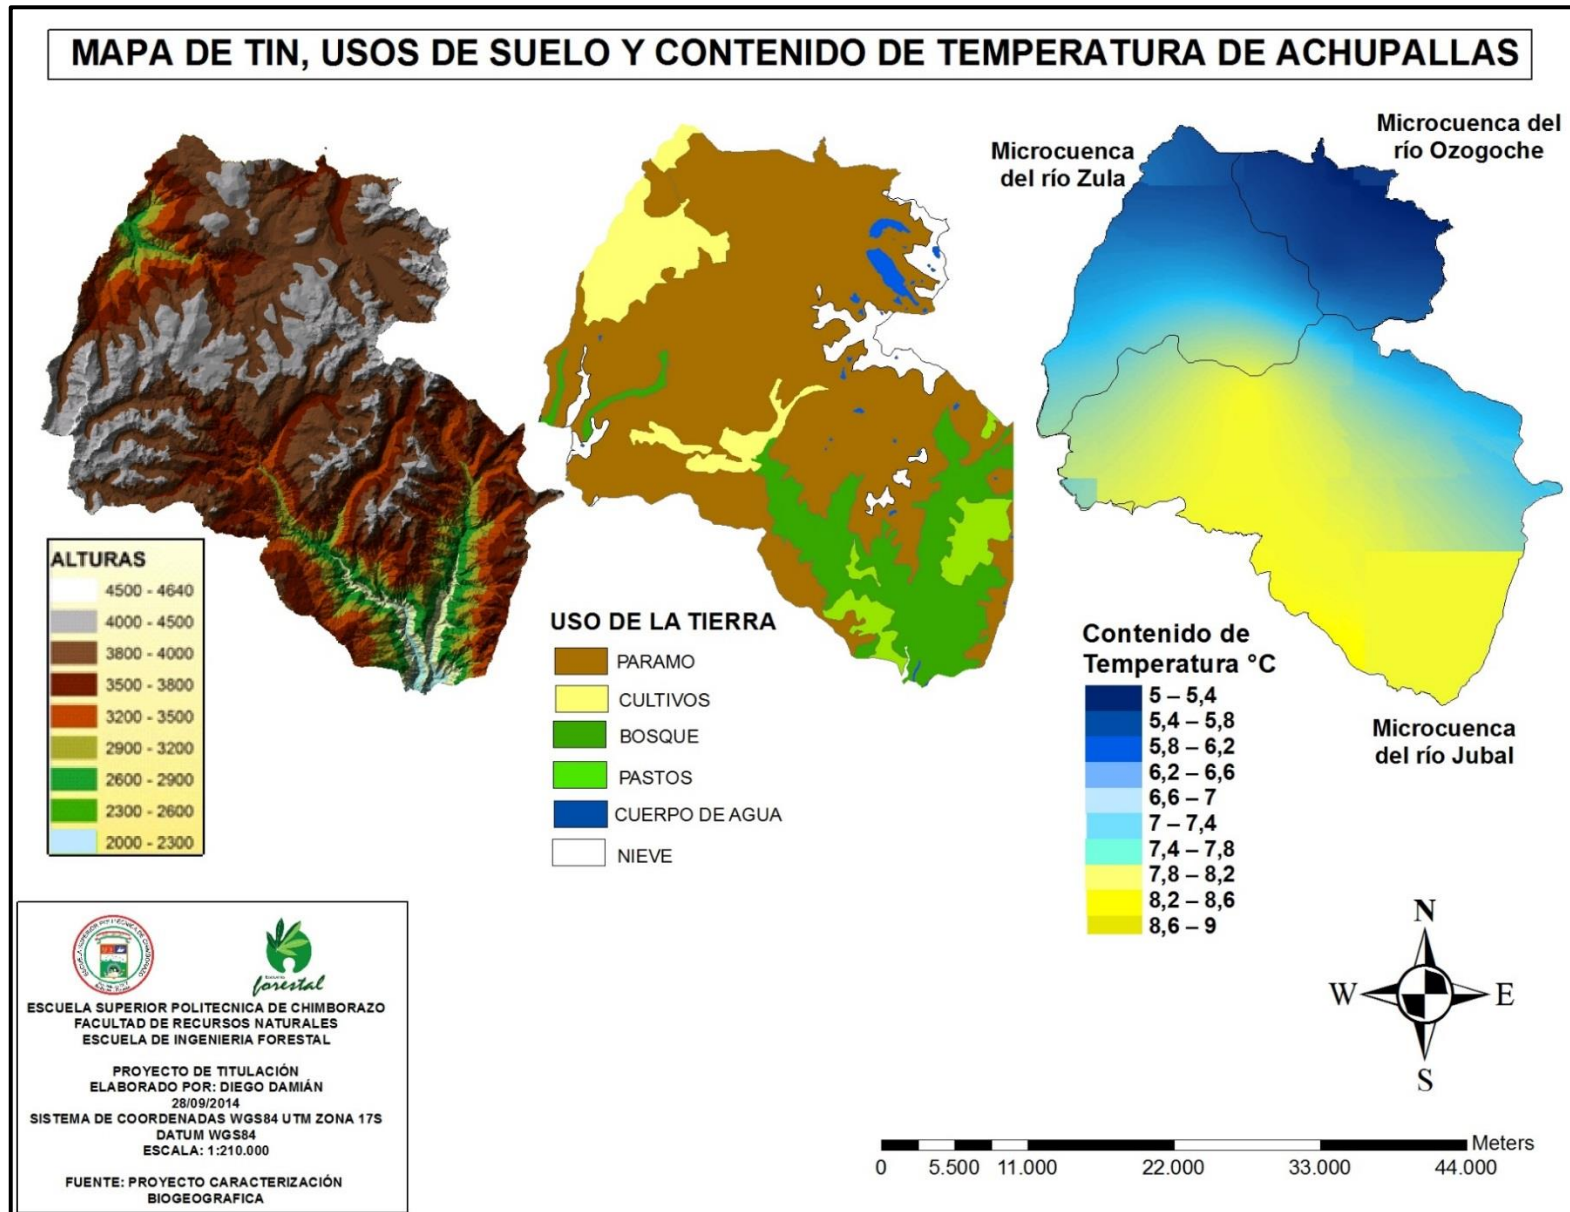 MAPA DE TIN, USOS DE SUELO Y CONTENIDO DE TEMPERATURA DE ACHUPALLAS
Microcuenca
del río Zula
Microcuenca del
río Ozogoche
Microcuenca
del río Jubal
ALTURAS
4500 - 4640
4000 - 4500
3800 - 4000
3500 - 3800
3200 - 3500
2900 - 3200
2600 - 2900
2300 - 2600
2000 - 2300
USO DE LA TIERRA
PARAMO
CULTIVOS
BOSQUE
PASTOS
CUERPO DE AGUA
NIEVE
Contenido de
Temperatura °C
5 – 5,4
5,4 – 5,8
5,8 – 6,2
6,2 – 6,6
6,6 – 7
7 – 7,4
7,4 – 7,8
7,8 – 8,2
8,2 – 8,6
8,6 – 9
forestal
ESCUELA SUPERIOR POLITECNICA DE CHIMBORAZO
FACULTAD DE RECURSOS NATURALES
ESCUELA DE INGENIERIA FORESTAL
PROYECTO DE TITULACIÓN
ELABORADO POR: DIEGO DAMIÁN
28/09/2014
SISTEMA DE COORDENADAS WGS84 UTM ZONA 17S
DATUM WGS84
ESCALA: 1:210.000
FUENTE: PROYECTO CARACTERIZACIÓN
BIOGEOGRAFICA
N
W E
S
Meters
0 5.500 11.000 22.000 33.000 44.000